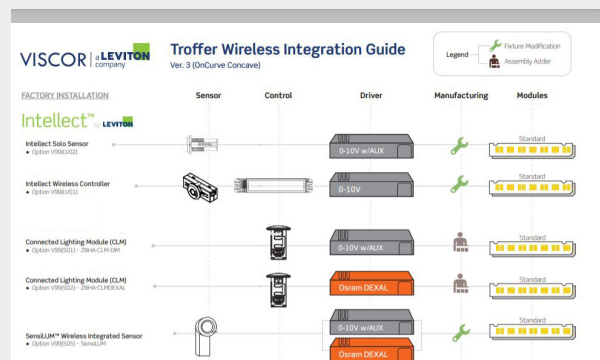 VISCOR | a LEVITON company
Troffer Wireless Integration Guide
Ver. 3 (OnCurve Concave)
Legend
Fixture Modification
Assembly Adder
FACTORY INSTALLATION
Sensor Control Driver Manufacturing Modules
Intellect™ by LEVITON
Intellect Solo Sensor
• Option V99(LV02)
0-10V w/AUX
Standard
Intellect Wireless Controller
• Option V99(LV01)
0-10V
Standard
Connected Lighting Module (CLM)
• Option V99(S01) - ZBHA-CLM-DIM
0-10V w/AUX
Standard
Connected Lighting Module (CLM)
• Option V99(S02) - ZBHA-CLMDEXAL
Osram DEXAL
Standard
SensiLUM™ Wireless Integrated Sensor
• Option V99(S05) - SensiLUM
0-10V w/AUX
Osram DEXAL
Standard